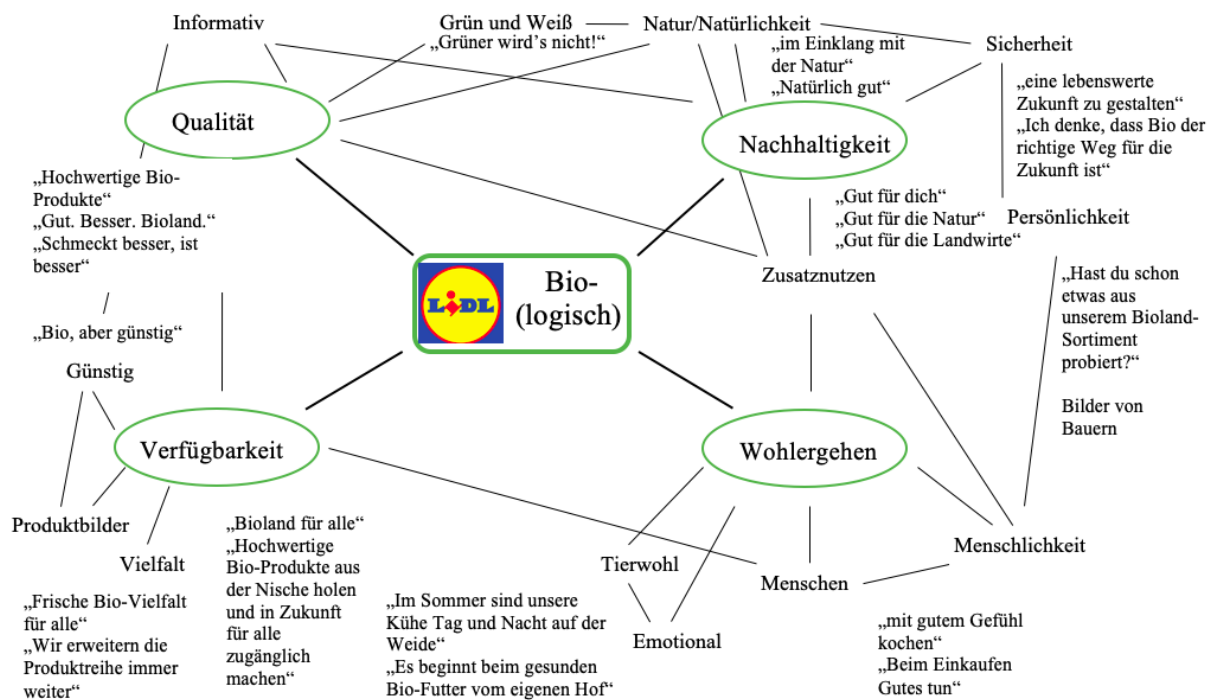 Informativ
Grün und Weiß
„Grüner wird’s nicht!“
Natur/Natürlichkeit
Sicherheit
„im Einklang mit
der Natur“
„Natürlich gut“
„eine lebenswerte
Zukunft zu gestalten“
„Ich denke, dass Bio der
richtige Weg für die
Zukunft ist“
Qualität
Nachhaltigkeit
„Hochwertige Bio-
Produkte“
„Gut. Besser. Bioland.“
„Schmeckt besser, ist
besser“
„Gut für dich“
„Gut für die Natur“
„Gut für die Landwirte“
Persönlichkeit
Zusatznutzen
LIDL
Bio-
(logisch)
„Hast du schon
etwas aus
unserem Bioland-
Sortiment
probiert?“
Bilder von
Bauern
„Bio, aber günstig“
Günstig
Verfügbarkeit
Wohlergehen
Produktbilder
Vielfalt
„Frische Bio-Vielfalt
für alle“
„Wir erweitern die
Produktreihe immer
weiter“
„Bioland für alle“
„Hochwertige
Bio-Produkte aus
der Nische holen
und in Zukunft
für alle
zugänglich
machen“
Tierwohl
Menschen
Menschlichkeit
Emotional
„Im Sommer sind unsere
Kühe Tag und Nacht auf der
Weide“
„Es beginnt beim gesunden
Bio-Futter vom eigenen Hof“
„mit gutem Gefühl
kochen“
„Beim Einkaufen
Gutes tun“